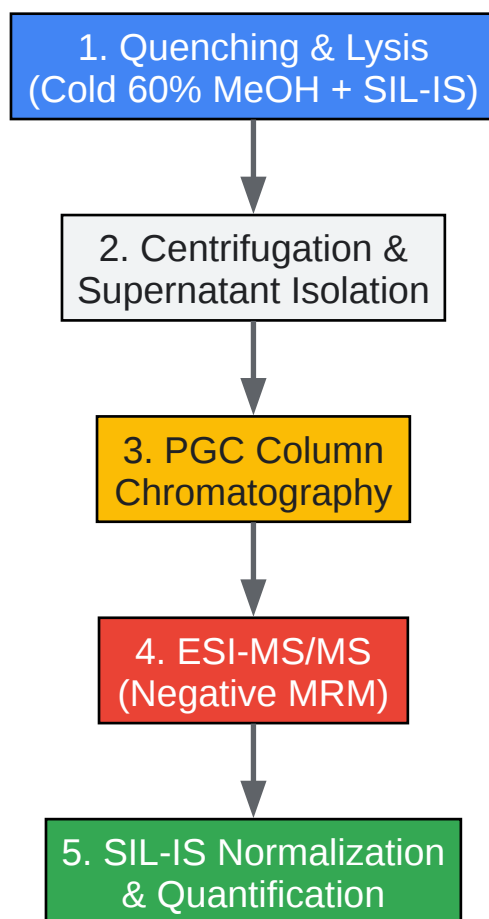 1. Quenching & Lysis
(Cold 60% MeOH + SIL-IS)
2. Centrifugation &
Supernatant Isolation
3. PGC Column
Chromatography
4. ESI-MS/MS
(Negative MRM)
5. SIL-IS Normalization
& Quantification